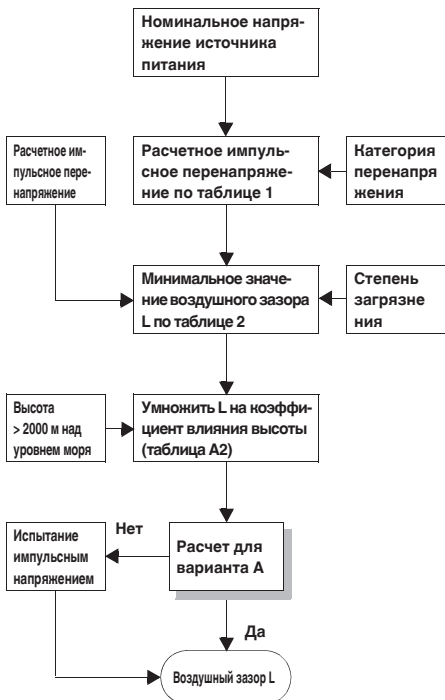 Номинальное напря-
жение источника
питания
Расчетное им-
пульсное пере-
напряжение
Расчетное импуль-
сное перенапряже-
ние по таблице 1
Категория
перенапря
жения
Минимальное значе-
ние воздушного зазора
L по таблице 2
Степень
загрязне
ния
Высота
> 2000 м над
уровнем моря
Умножить L на коэффи-
циент влияния высоты
(таблица A2)
Испытание
импульсным
напряжением
Нет
Расчет для
варианта A
Да
Воздушный зазор L